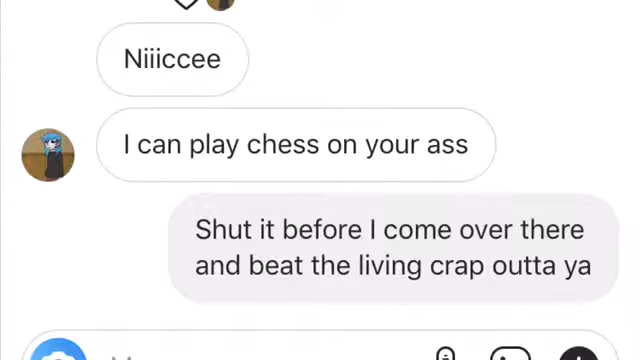 Niiiccee
I can play chess on your ass
Shut it before I come over there
and beat the living crap outta ya